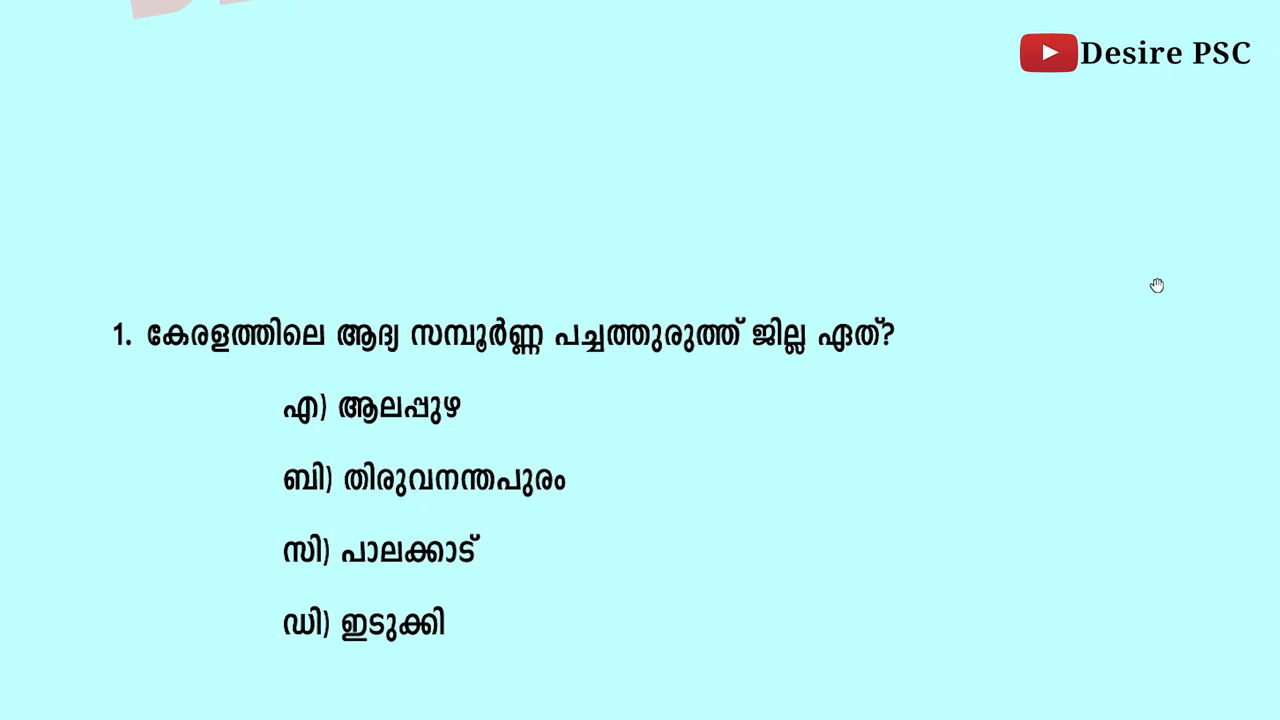 Desire PSC
1. കേരളത്തിലെ ആദ്യ സമ്പൂർണ്ണ പച്ചത്തുരുത്ത് ജില്ല ഏത്?
എ) ആലപ്പുഴ
ബി) തിരുവനന്തപുരം
സി) പാലക്കാട്
ഡി) ഇടുക്കി